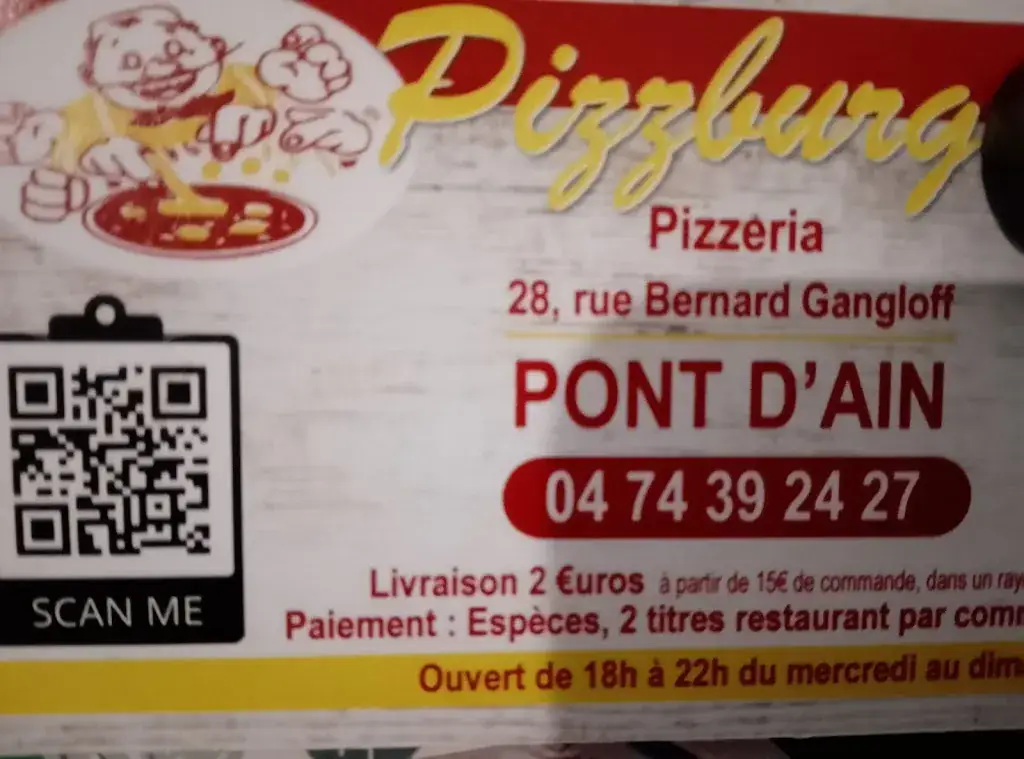 Pizzburg
Pizzeria
28, rue Bernard Gangloff
PONT D'AIN
04 74 39 24 27
Livraison 2 €uros à partir de 15€ de commande, dans un
Paiement : Espèces, 2 titres restaurant par
Ouvert de 18h à 22h du mercredi au
SCAN ME